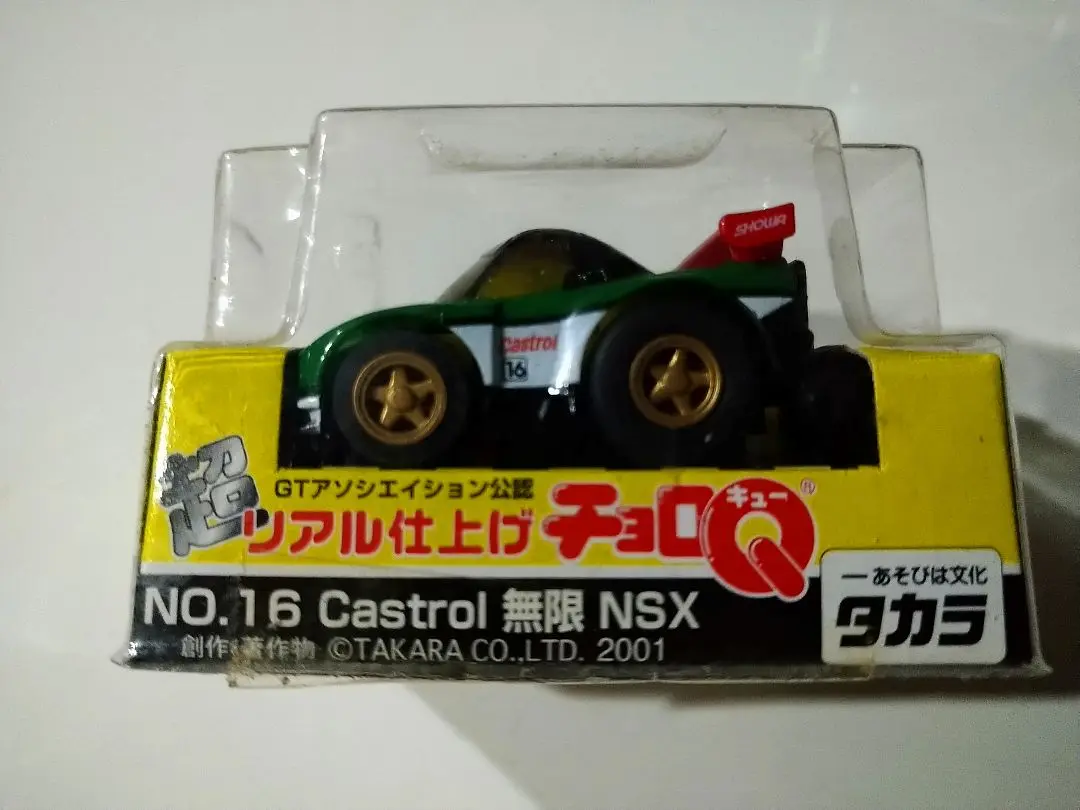 SHOWA
Castrol
16
超
GTアソシエイション公認
リアル仕上げ チョロQ
キュー
®
NO.16 Castrol 無限 NSX
創作・著作物 ©TAKARA CO.,LTD. 2001
—あそびは文化
タカラ